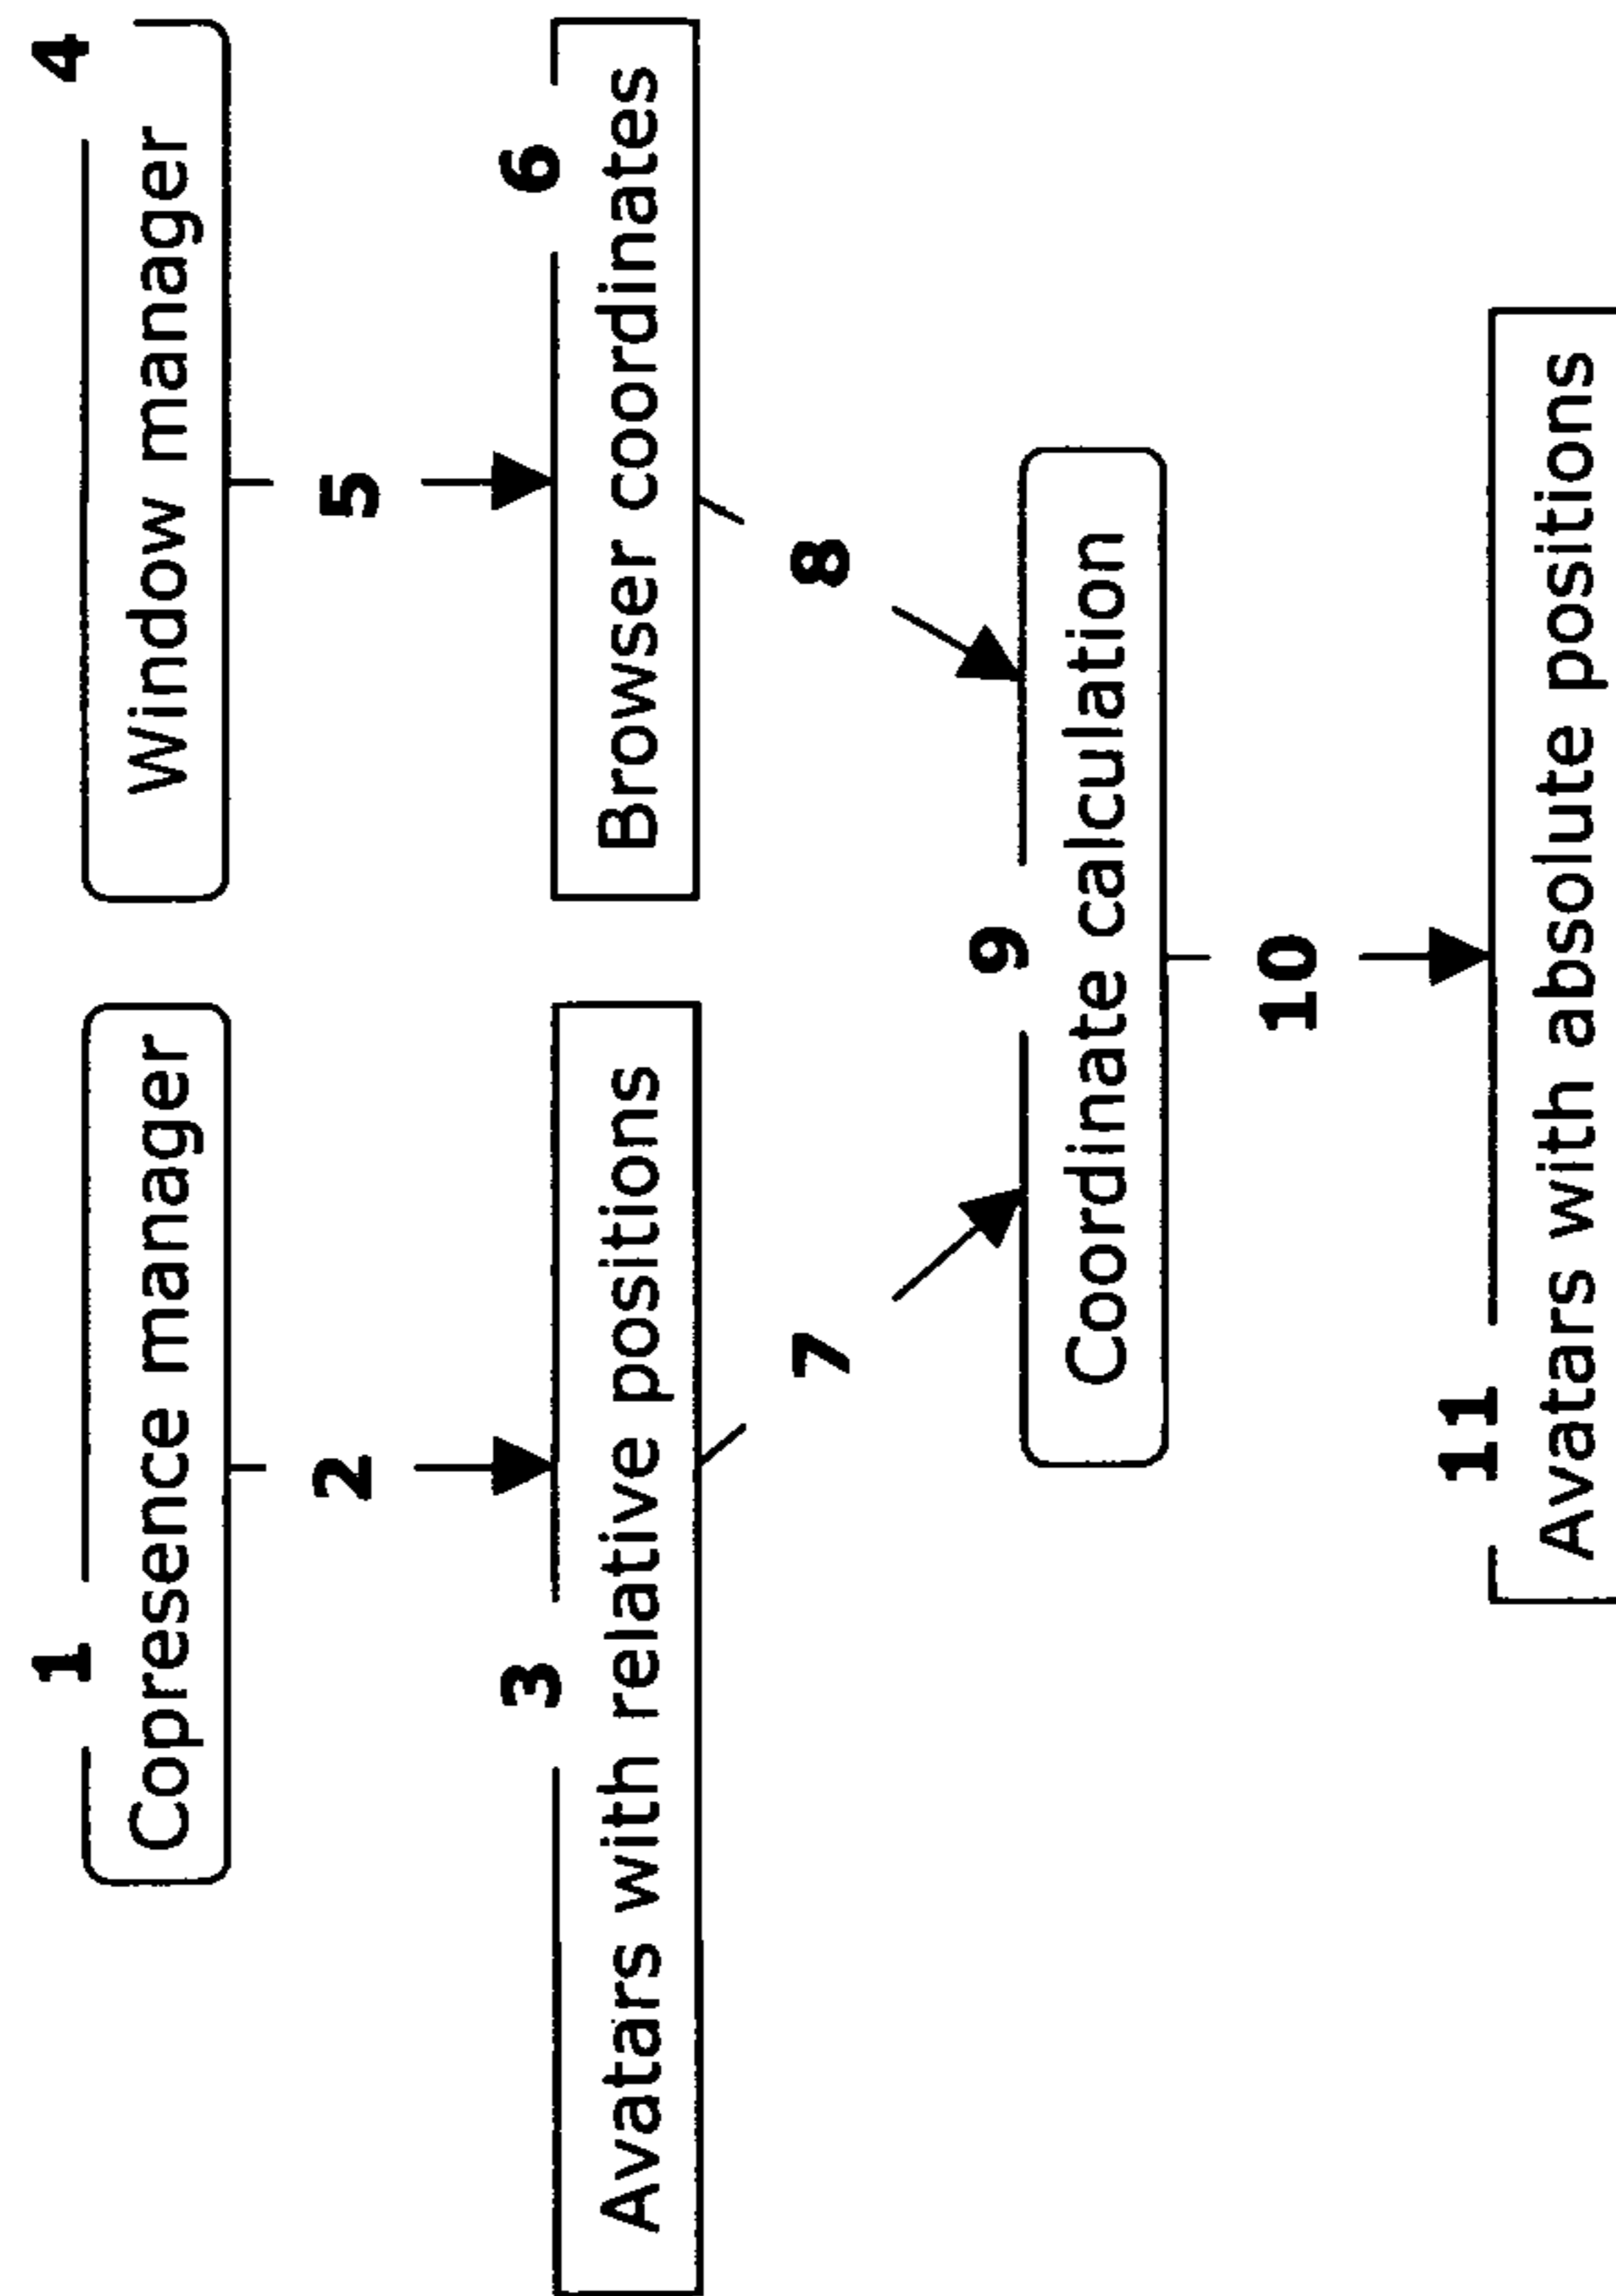 1
Copresence manager
4
Window manager
2
5
3
Avatars with relative positions
6
Browser coordinates
7
8
9
Coordinate calculation
10
11
Avatars with absolute positions